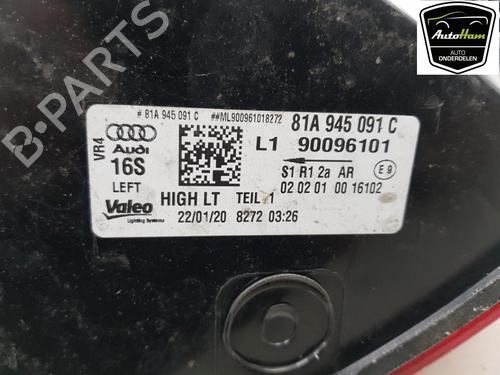 AutoHam
AUTO
ONDERDELEN
# 81A 945 091 C ##ML900961018272 81A 945 091 C
VR4
Audi
16S
LEFT
L1 90096101
S1 R1 2a AR E9
02 02 01 00 16102
Valeo
Lighting Systems
HIGH LT TEIL 1
22/01/20 8272 03:26
B-PARTS